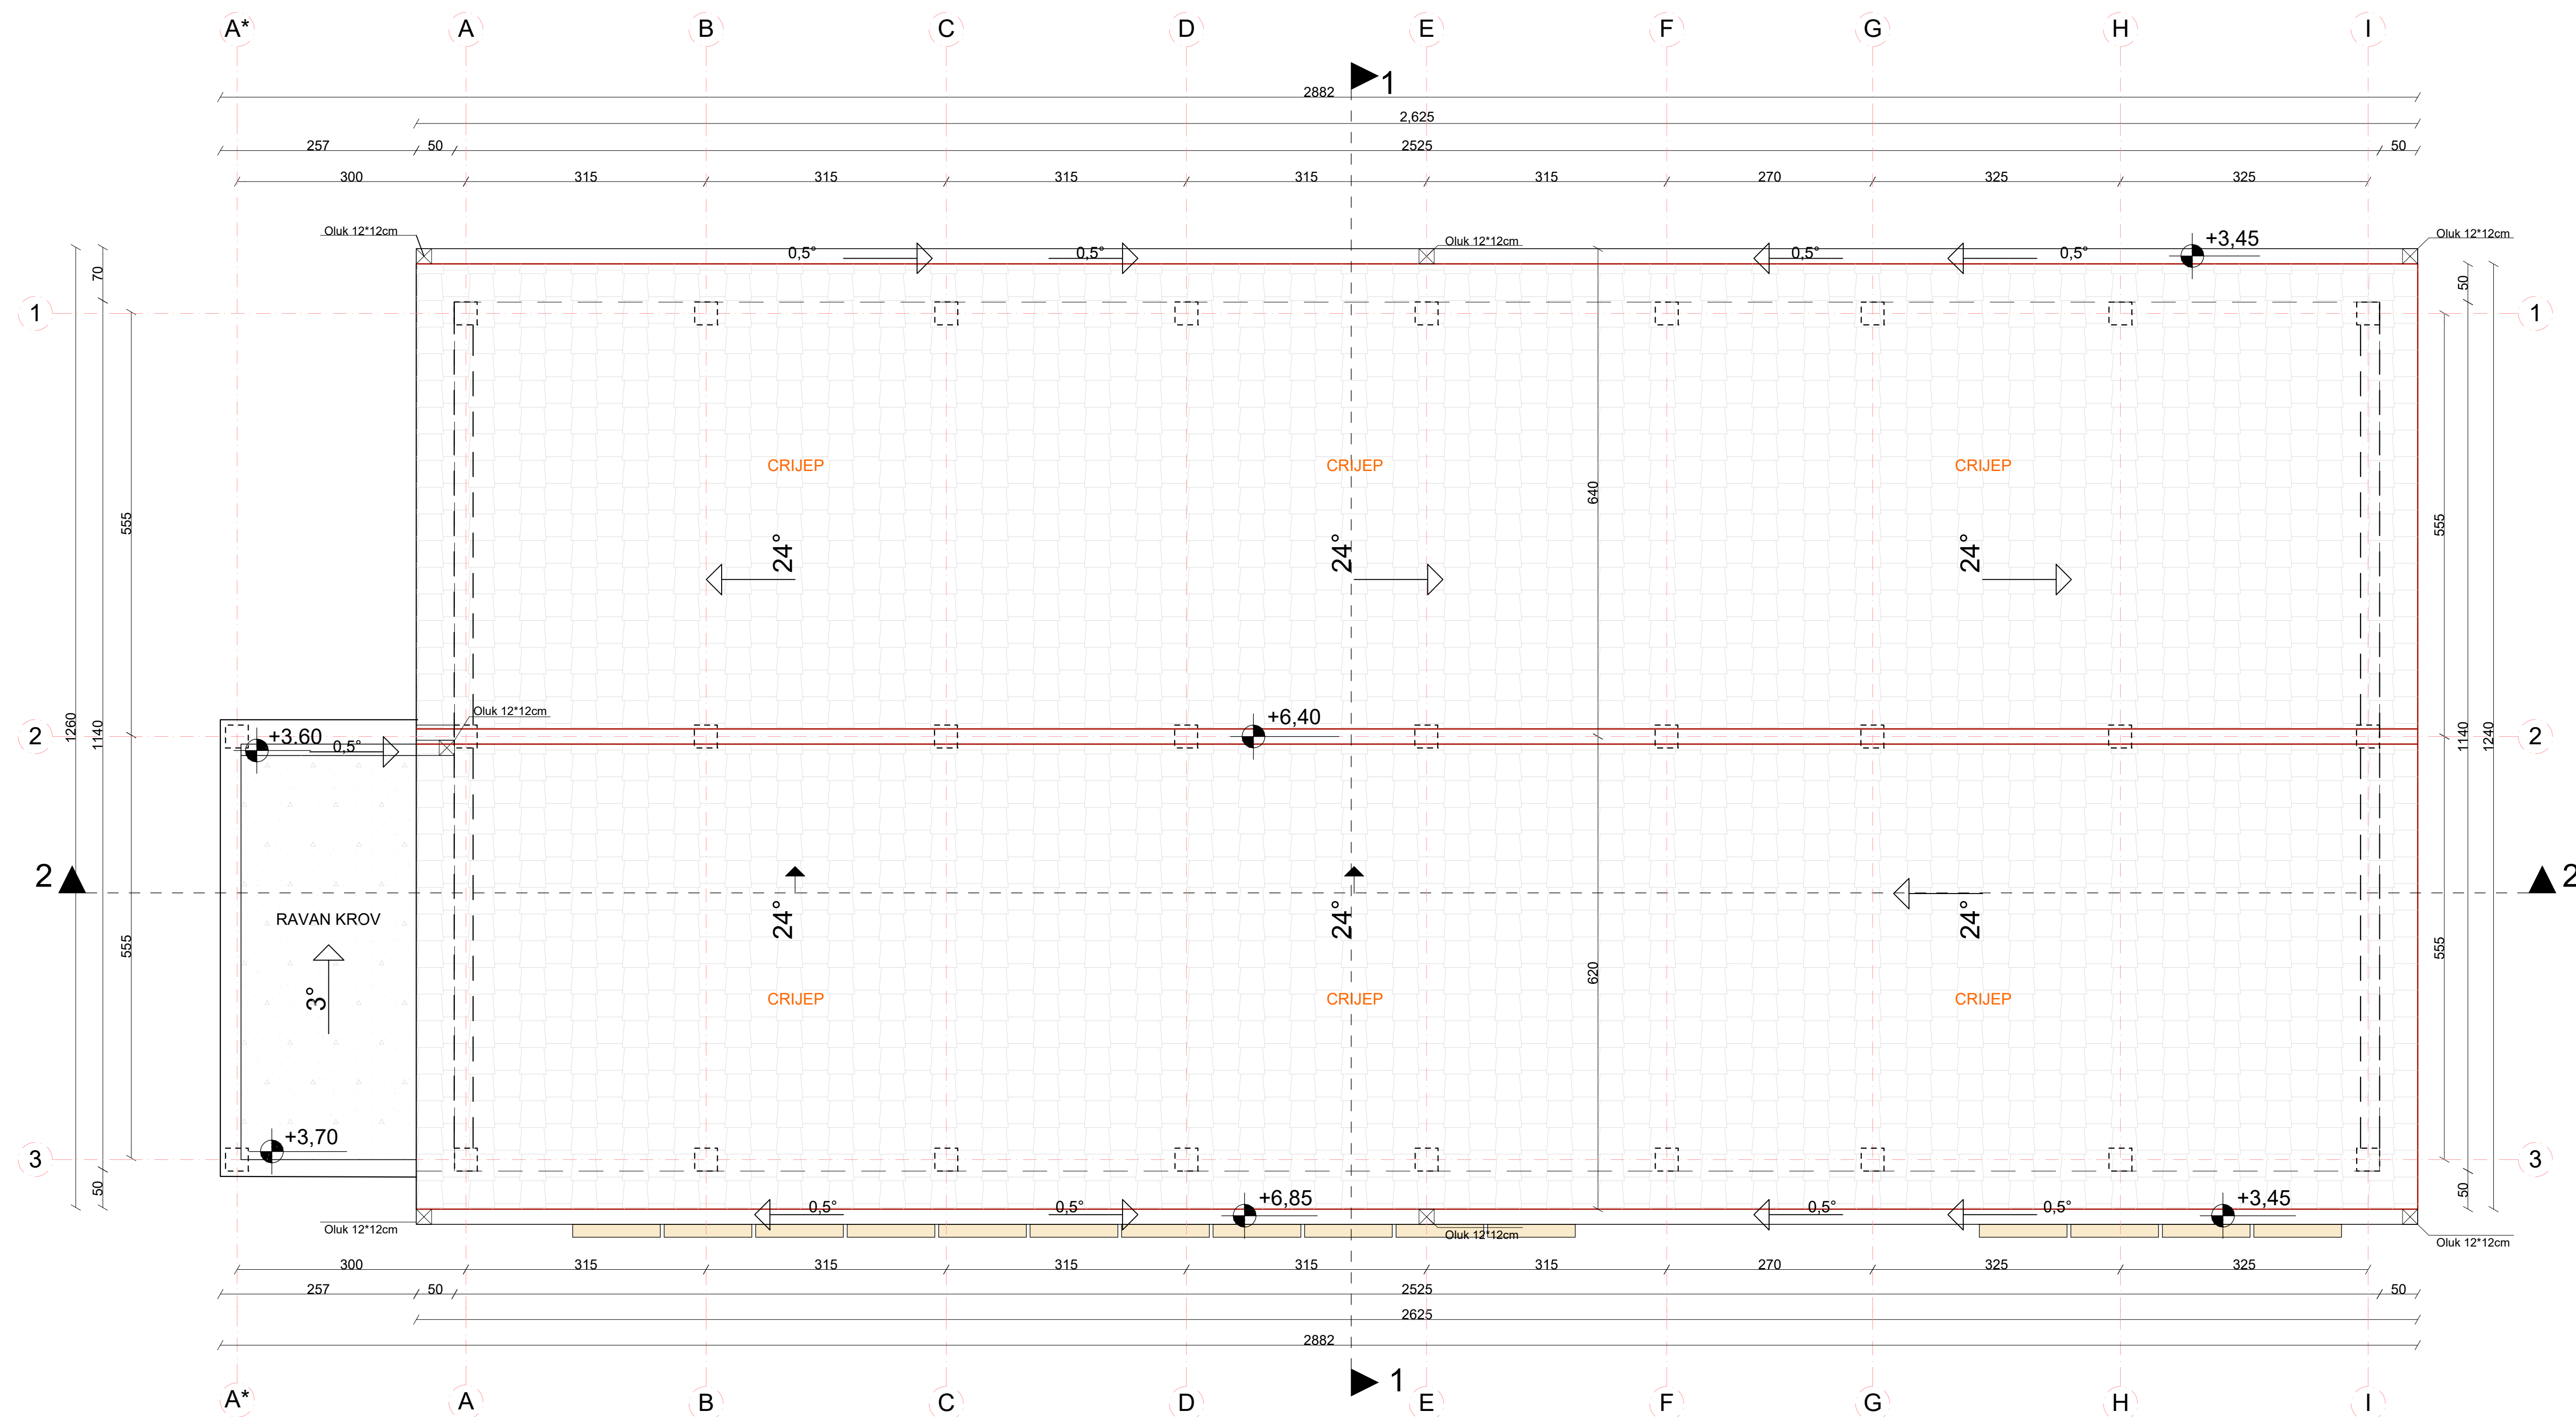 A* A B C D E F G H I
1
2882
2,625
257 50 2525 50
300 315 315 315 315 315 270 325 325
Oluk 12*12cm Oluk 12*12cm Oluk 12*12cm
0,5° 0,5° 0,5° 0,5° +3,45
70 50
1 1
CRIJEP CRIJEP CRIJEP
640
555 555
24° 24° 24°
Oluk 12*12cm
1260 1140 +6,40 1140 1240
2 +3,60 0,5° 2
2 2
24° 24° 24°
RAVAN KROV
555 620 555
3°
CRIJEP CRIJEP CRIJEP
+3,70
3 3
50 50
0,5° 0,5° +6,85 0,5° 0,5° +3,45
Oluk 12*12cm Oluk 12*12cm Oluk 12*12cm
300 315 315 315 315 315 270 325 325
257 50 2525 50
2625
2882
1
A* A B C D E F G H I